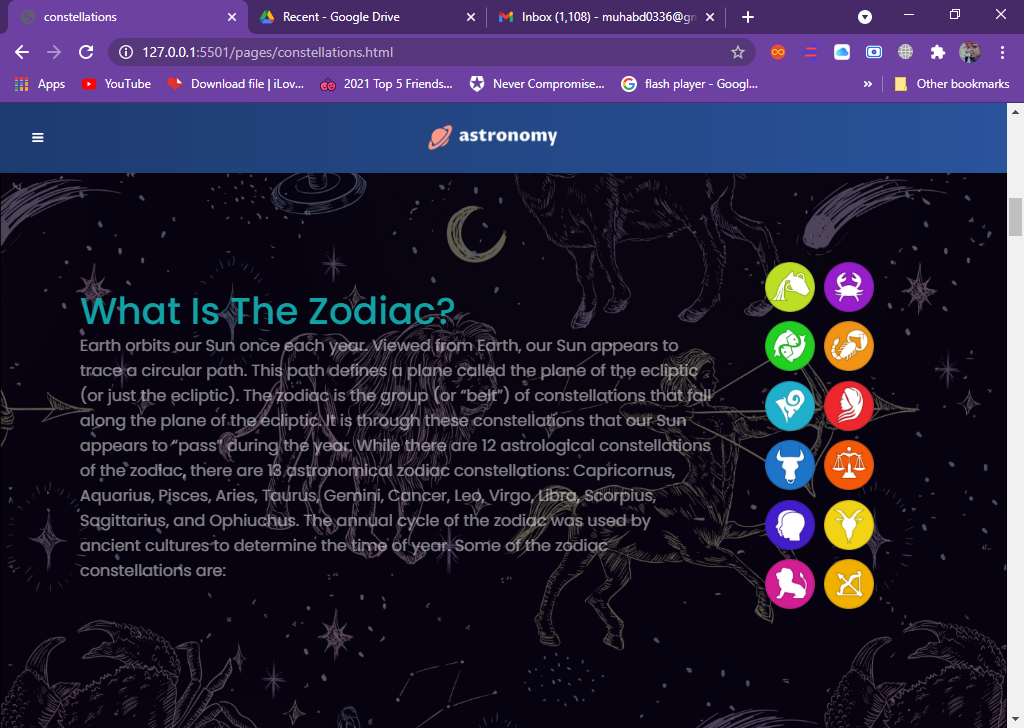 constellations
Recent - Google Drive
Inbox (1,108) - muhabd0336@gm
127.0.0.1:5501/pages/constellations.html
Apps
YouTube
Download file | iLov...
2021 Top 5 Friends...
Never Compromise...
flash player - Googl...
»
Other bookmarks
astronomy
What Is The Zodiac?
Earth orbits our Sun once each year. Viewed from Earth, our Sun appears to
trace a circular path. This path defines a plane called the plane of the ecliptic
(or just the ecliptic). The zodiac is the group (or “belt”) of constellations that fall
along the plane of the ecliptic. It is through these constellations that our Sun
appears to “pass” during the year. While there are 12 astrological constellations
of the zodiac, there are 13 astronomical zodiac constellations: Capricornus,
Aquarius, Pisces, Aries, Taurus, Gemini, Cancer, Leo, Virgo, Libra, Scorpius,
Sagittarius, and Ophiuchus. The annual cycle of the zodiac was used by
ancient cultures to determine the time of year. Some of the zodiac
constellations are: